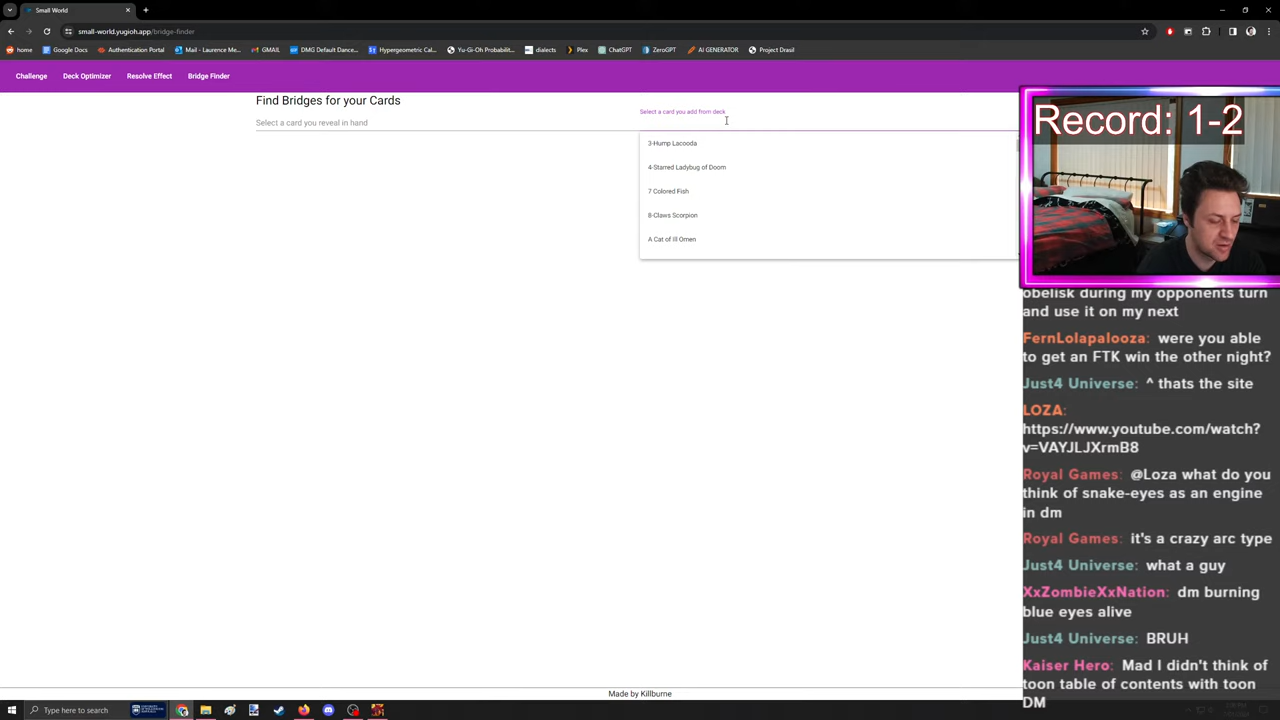 Small World
small-world.yugioh.app/bridge-finder
home
Google Docs
Authentication Portal
Mail - Laurence Mag...
GMAIL
DMG Default Dance...
Hypergeometric Cal...
Yu-Gi-Oh Probabilit...
dialects
Plex
ChatGPT
ZeroGPT
AI GENERATOR
Project Drasil
Challenge
Deck Optimizer
Resolve Effect
Bridge Finder
Find Bridges for your Cards
Select a card you reveal in hand
Select a card you add from deck
3-Hump Lacooda
4-Starred Ladybug of Doom
7 Colored Fish
8-Claws Scorpion
A Cat of Ill Omen
Record: 1-2
obelisk during my opponents turn
and use it on my next
FernLolapalooza: were you able
to get an FTK win the other night?
Just4 Universe: ^ thats the site
LOZA:
https://www.youtube.com/watch?
v=VAYJLJXrmB8
Royal Games: @Loza what do you
think of snake-eyes as an engine
in dm
Royal Games: it's a crazy arc type
Just4 Universe: what a guy
XxZombieXxNation: dm burning
blue eyes alive
Just4 Universe: BRUH
Kaiser Hero: Mad I didn't think of
toon table of contents with toon
DM
Made by Killburne
Type here to search